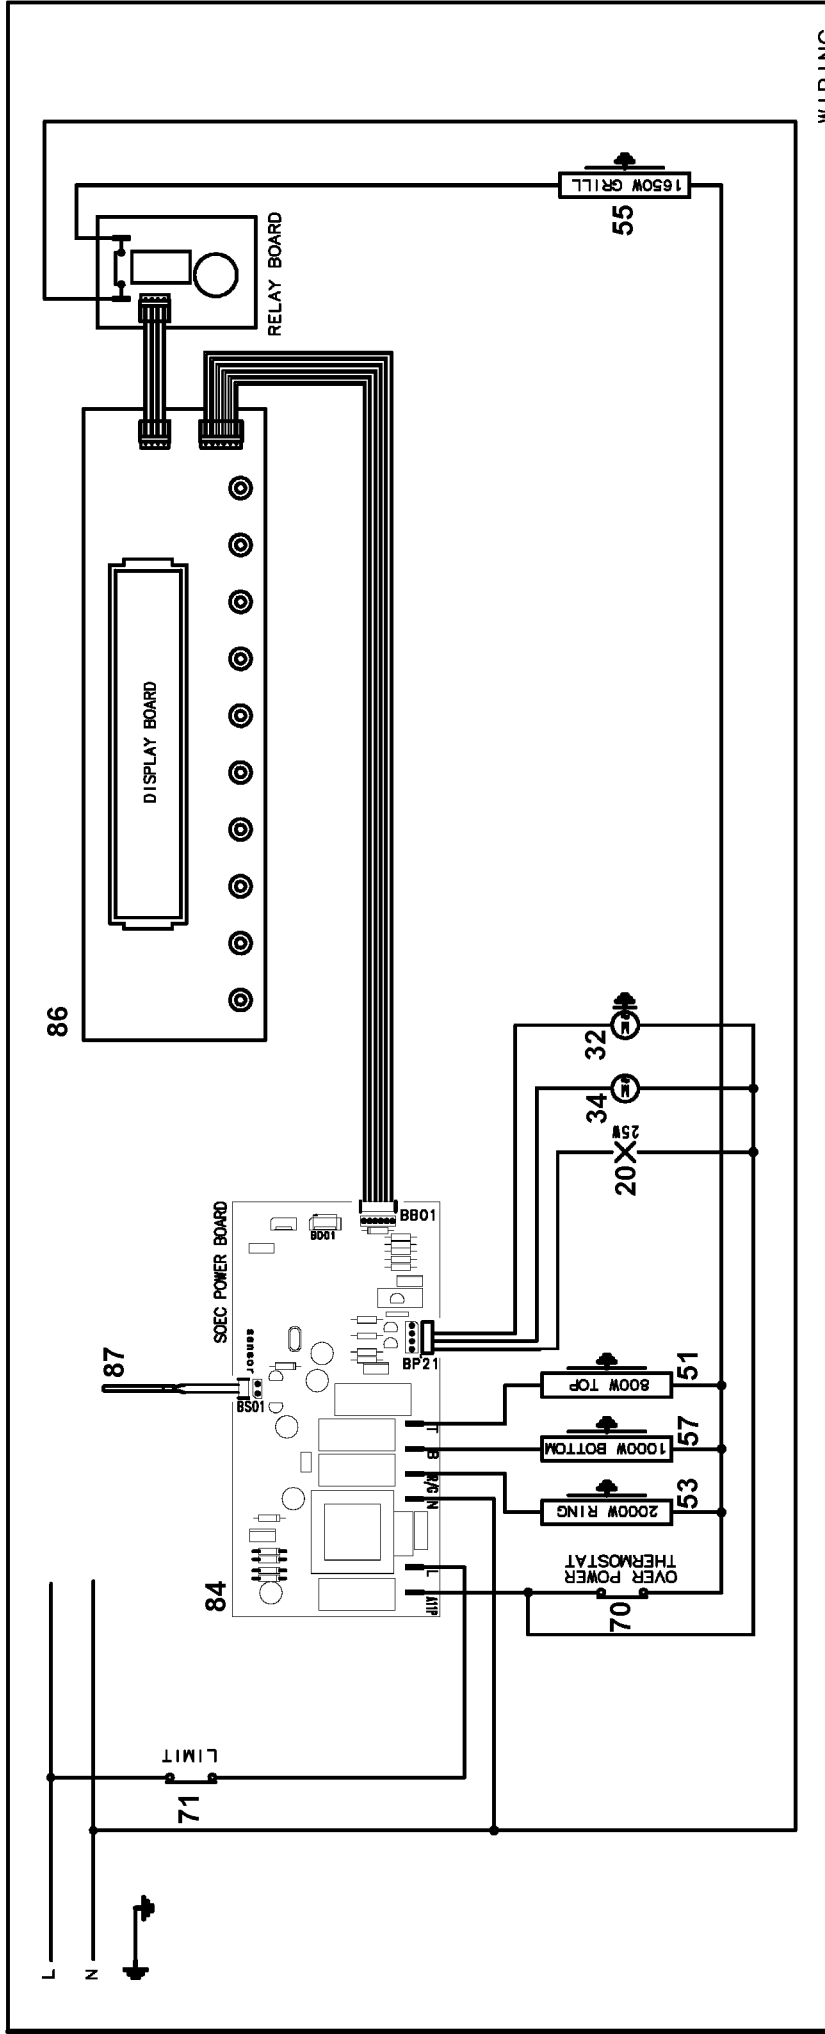 WIRING
1650W GRILL
55
RELAY BOARD
DISPLAY BOARD
86
32
M
34
M
25W
20
SOEC POWER BOARD
BB01
BD01
sensor
BS01
87
BP21
T
B
R/G
N
L
A11P
84
800W TOP
51
1000W BOTTOM
57
2000W RING
53
OVER POWER
THERMOSTAT
70
LIMIT
71
L
N